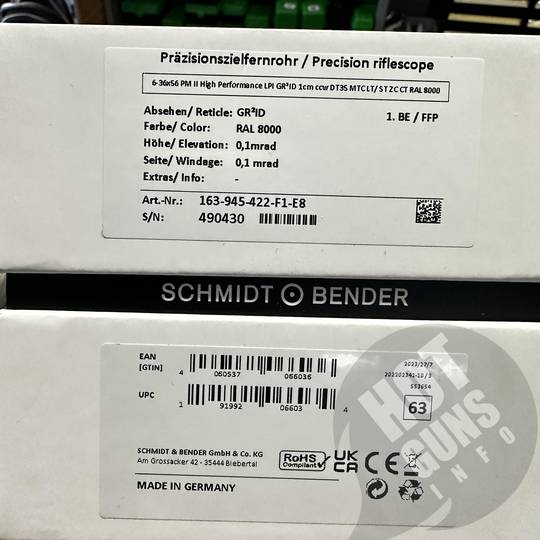 Präzisionszielfernrohr / Precision riflescope
6-36x56 PM II High Performance LPI GR²ID 1cm ccw DT35 MTC LT/ ST ZC CT RAL 8000
Absehen/ Reticle: GR²ID 1. BE / FFP
Farbe/ Color: RAL 8000
Höhe/ Elevation: 0,1mrad
Seite/ Windage: 0,1 mrad
Extras/ Info: -
Art.-Nr.: 163-945-422-F1-E8
S/N: 490430
SCHMIDT BENDER
EAN
[GTIN]
4 060537 066036
UPC
1 91992 06603 4
2022/27/7
553654
63
SCHMIDT & BENDER GmbH & Co. KG
Am Grossacker 42 - 35444 Biebertal
RoHS
Compliant
UK
CA
CE
MADE IN GERMANY
HOT
GUNS
INFO